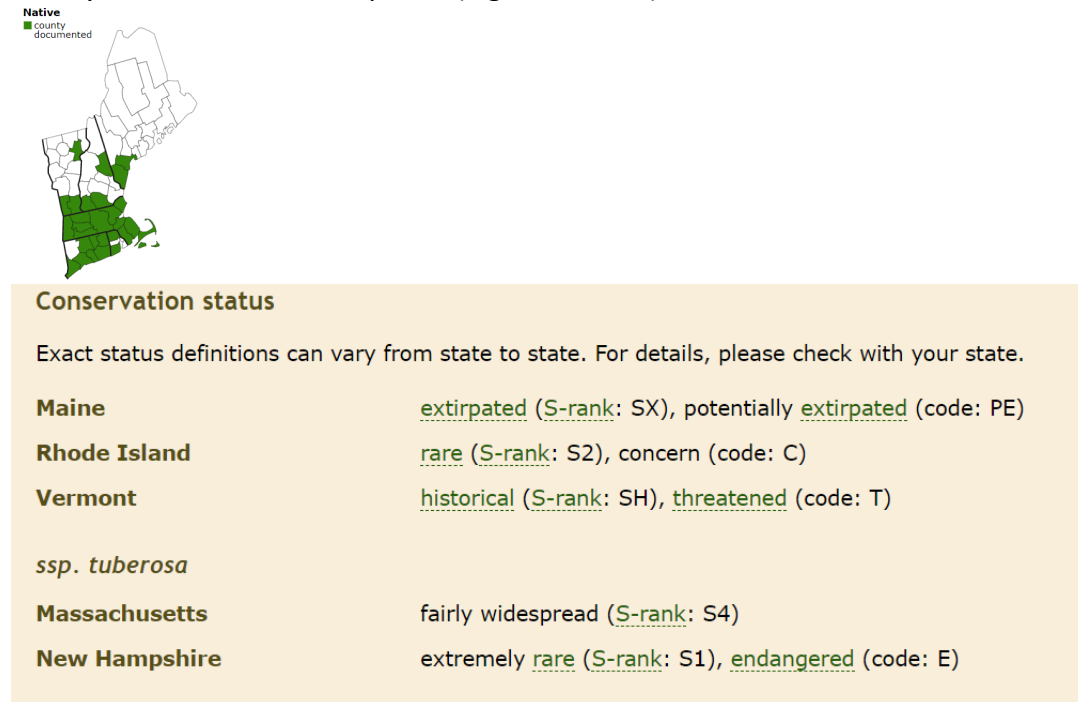 Native
county
documented
Conservation status
Exact status definitions can vary from state to state. For details, please check with your state.
Maine extirpated (S-rank: SX), potentially extirpated (code: PE)
Rhode Island rare (S-rank: S2), concern (code: C)
Vermont historical (S-rank: SH), threatened (code: T)
ssp. tuberosa
Massachusetts fairly widespread (S-rank: S4)
New Hampshire extremely rare (S-rank: S1), endangered (code: E)